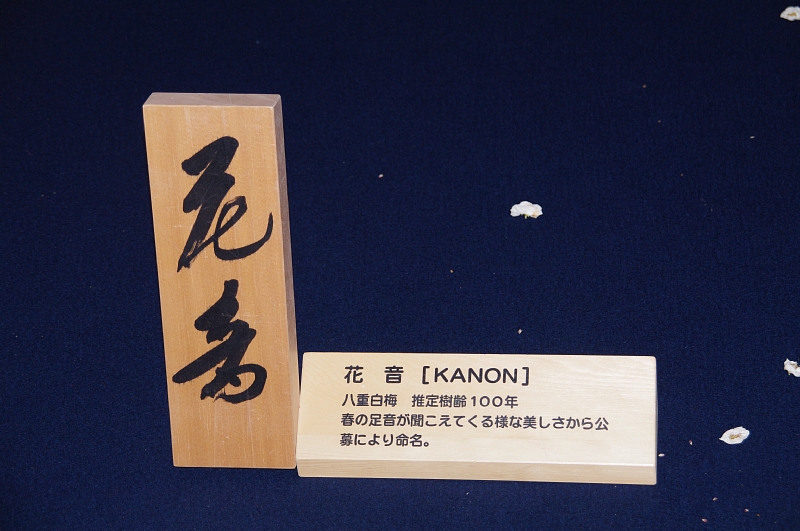 花音
花 音 [KANON]
八重白梅 推定樹齢100年
春の足音が聞こえてくる様な美しさから公
募により命名。